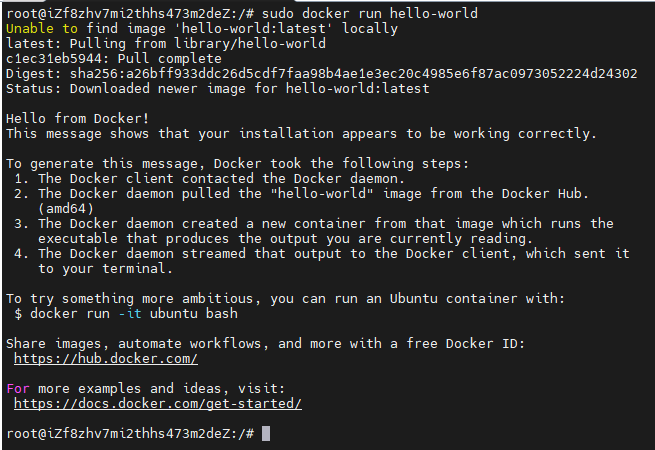 root@iZf8zhv7mi2thhs473m2deZ:/# sudo docker run hello-world
Unable to find image 'hello-world:latest' locally
latest: Pulling from library/hello-world
c1ec31eb5944: Pull complete
Digest: sha256:a26bff933ddc26d5cdf7faa98b4ae1e3ec20c4985e6f87ac0973052224d24302
Status: Downloaded newer image for hello-world:latest

Hello from Docker!
This message shows that your installation appears to be working correctly.

To generate this message, Docker took the following steps:
 1. The Docker client contacted the Docker daemon.
 2. The Docker daemon pulled the "hello-world" image from the Docker Hub.
    (amd64)
 3. The Docker daemon created a new container from that image which runs the
    executable that produces the output you are currently reading.
 4. The Docker daemon streamed that output to the Docker client, which sent it
    to your terminal.

To try something more ambitious, you can run an Ubuntu container with:
 $ docker run -it ubuntu bash

Share images, automate workflows, and more with a free Docker ID:
 https://hub.docker.com/

For more examples and ideas, visit:
 https://docs.docker.com/get-started/

root@iZf8zhv7mi2thhs473m2deZ:/#